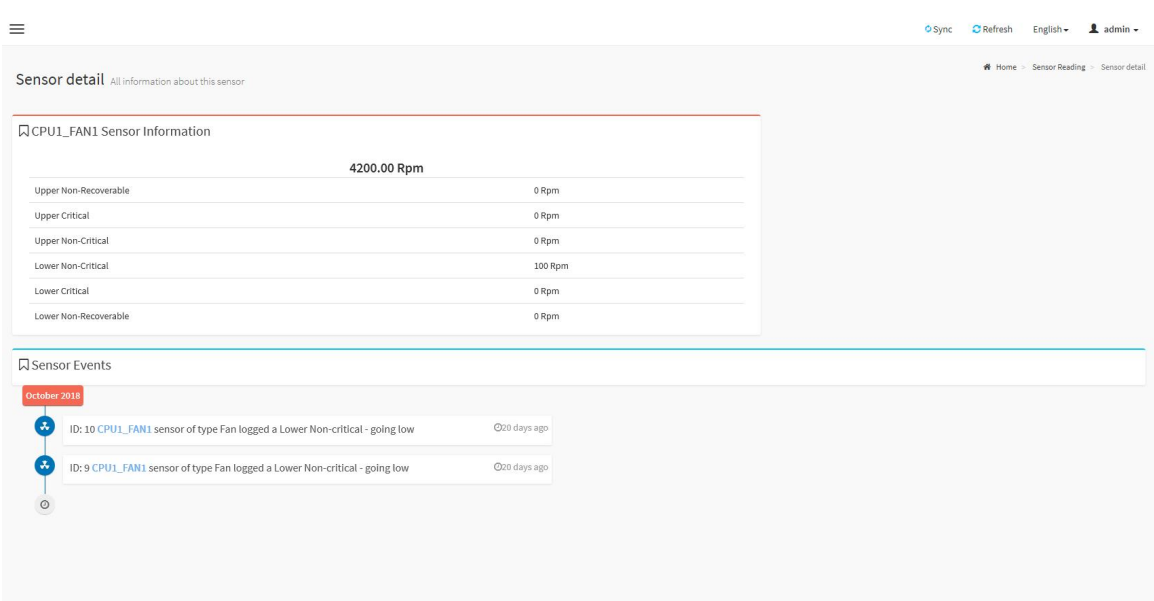 Sync Refresh English admin
Sensor detail All information about this sensor
Home > Sensor Reading > Sensor detail
CPU1_FAN1 Sensor Information
4200.00 Rpm
Upper Non-Recoverable 0 Rpm
Upper Critical 0 Rpm
Upper Non-Critical 0 Rpm
Lower Non-Critical 100 Rpm
Lower Critical 0 Rpm
Lower Non-Recoverable 0 Rpm
Sensor Events
October 2018
ID: 10 CPU1_FAN1 sensor of type Fan logged a Lower Non-critical - going low 20 days ago
ID: 9 CPU1_FAN1 sensor of type Fan logged a Lower Non-critical - going low 20 days ago